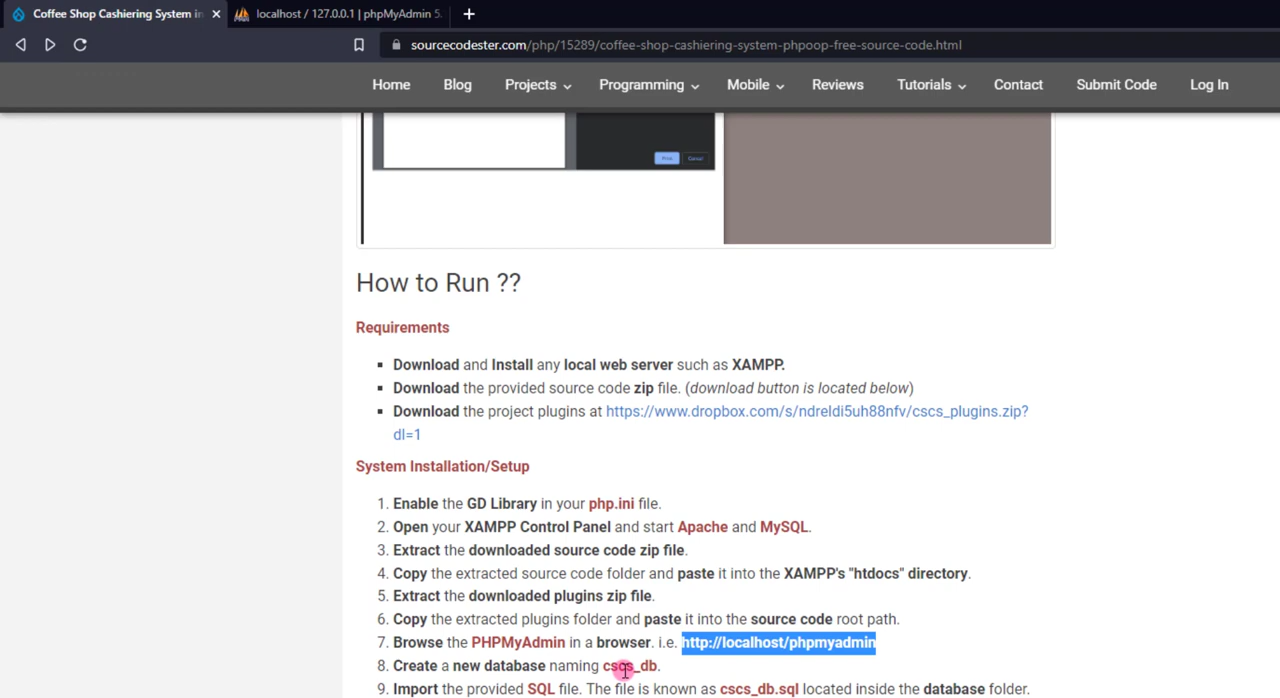 Coffee Shop Cashiering System in
localhost / 127.0.0.1 | phpMyAdmin 5.
sourcecodester.com/php/15289/coffee-shop-cashiering-system-phpoop-free-source-code.html
Home Blog Projects Programming Mobile Reviews Tutorials Contact Submit Code Log In
How to Run ??
Requirements
Download and Install any local web server such as XAMPP.
Download the provided source code zip file. (download button is located below)
Download the project plugins at https://www.dropbox.com/s/ndreldi5uh88nfv/cscs_plugins.zip?
dl=1
System Installation/Setup
1. Enable the GD Library in your php.ini file.
2. Open your XAMPP Control Panel and start Apache and MySQL.
3. Extract the downloaded source code zip file.
4. Copy the extracted source code folder and paste it into the XAMPP's "htdocs" directory.
5. Extract the downloaded plugins zip file.
6. Copy the extracted plugins folder and paste it into the source code root path.
7. Browse the PHPMyAdmin in a browser. i.e. http://localhost/phpmyadmin
8. Create a new database naming cscs_db.
9. Import the provided SQL file. The file is known as cscs_db.sql located inside the database folder.